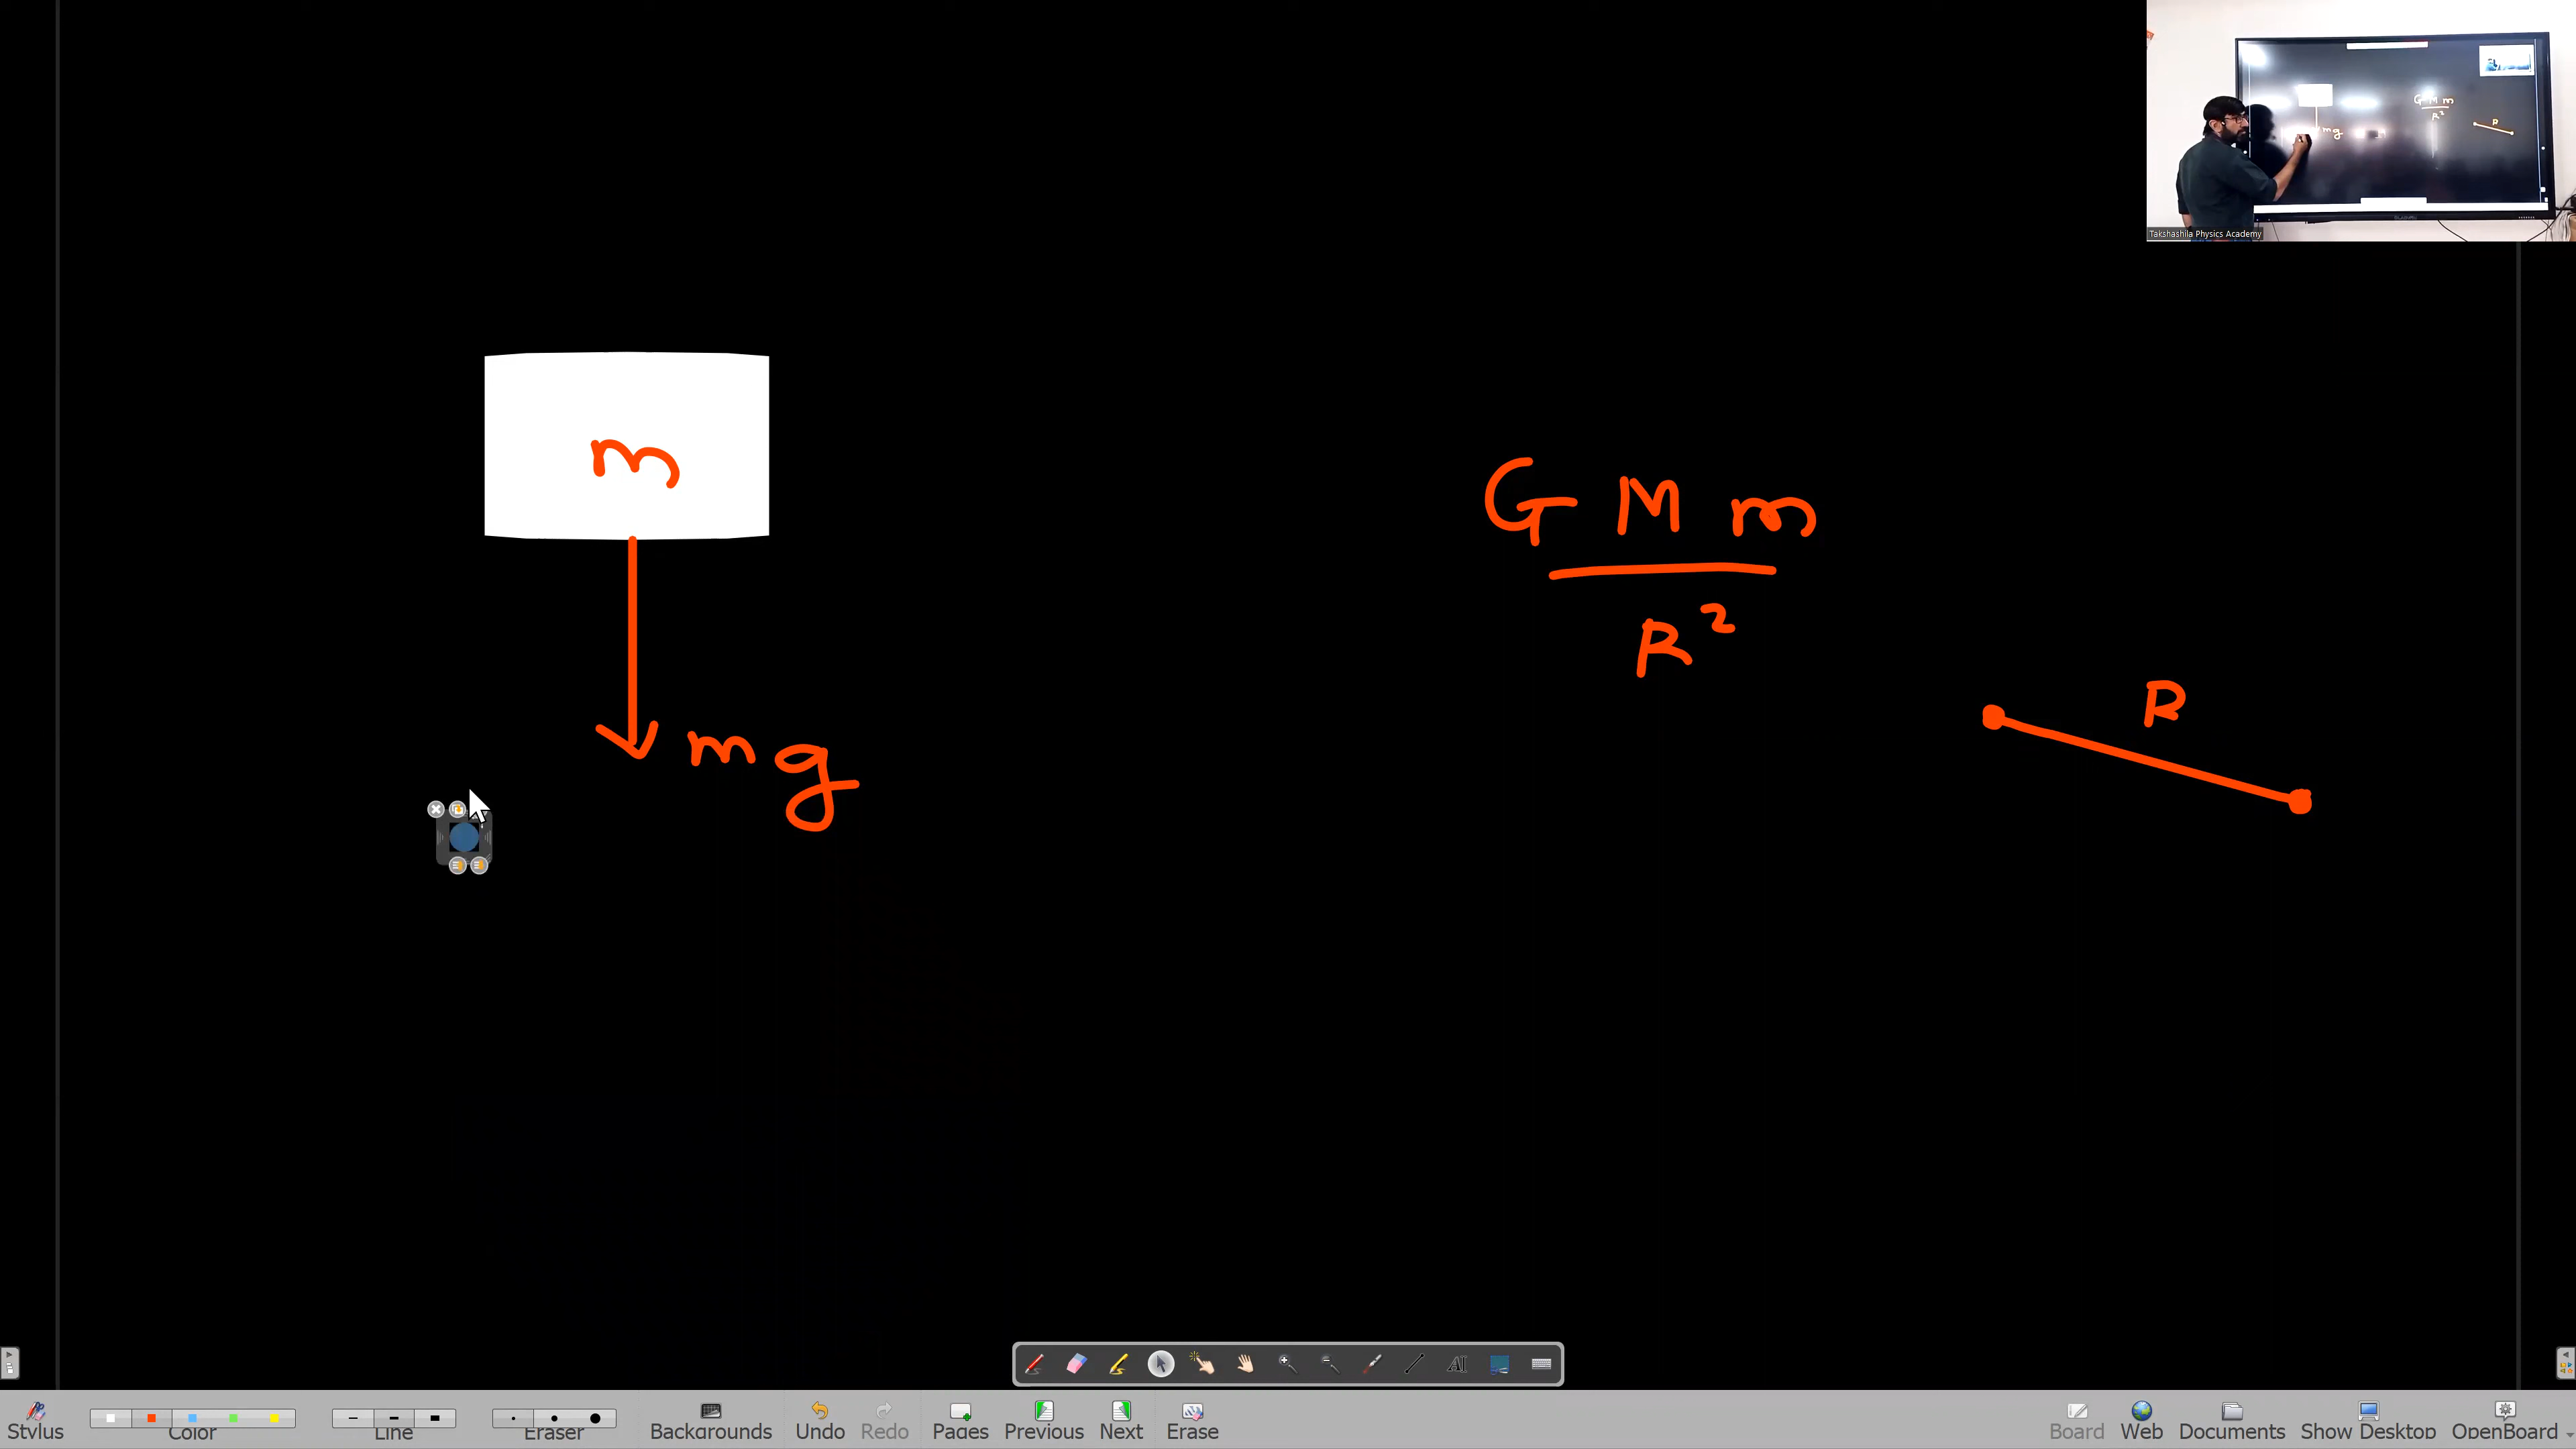 Takshashila Physics Academy
m
mg
G M m
R²
R
Stylus Color Line Eraser Backgrounds Undo Redo Pages Previous Next Erase Board Web Documents Show Desktop OpenBoard